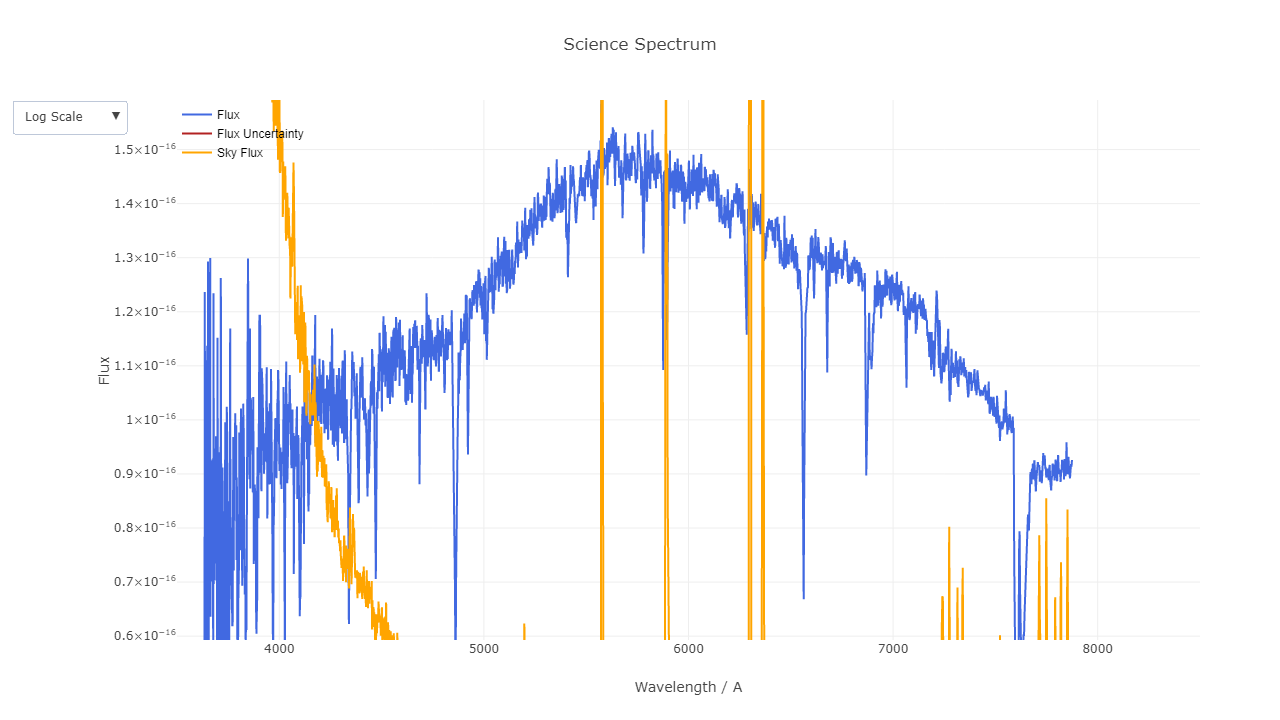 Science Spectrum
Log Scale ▼
Flux
Flux Uncertainty
Sky Flux
1.5×10⁻¹⁶
1.4×10⁻¹⁶
1.3×10⁻¹⁶
1.2×10⁻¹⁶
1.1×10⁻¹⁶
1×10⁻¹⁶
0.9×10⁻¹⁶
0.8×10⁻¹⁶
0.7×10⁻¹⁶
0.6×10⁻¹⁶
Flux
4000 5000 6000 7000 8000
Wavelength / A